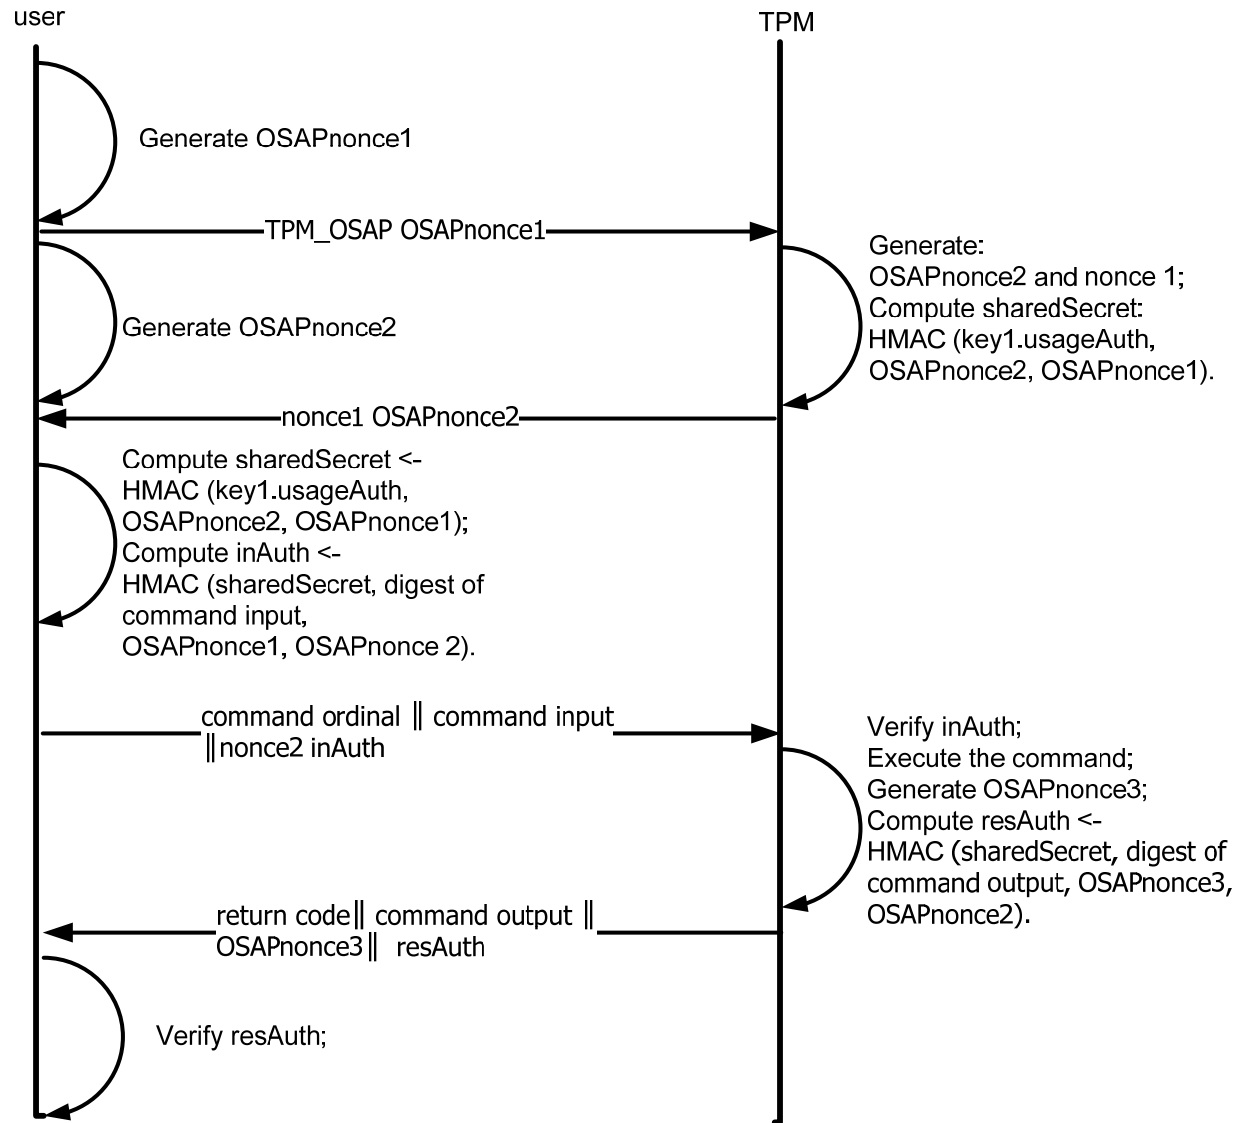 user
TPM
Generate OSAPnonce1
TPM_OSAP OSAPnonce1
Generate:
OSAPnonce2 and nonce 1;
Compute sharedSecret:
HMAC (key1.usageAuth,
OSAPnonce2, OSAPnonce1).
Generate OSAPnonce2
nonce1 OSAPnonce2
Compute sharedSecret <-
HMAC (key1.usageAuth,
OSAPnonce2, OSAPnonce1);
Compute inAuth <-
HMAC (sharedSecret, digest of
command input,
OSAPnonce1, OSAPnonce 2).
command ordinal ‖ command input
‖nonce2 inAuth
Verify inAuth;
Execute the command;
Generate OSAPnonce3;
Compute resAuth <-
HMAC (sharedSecret, digest of
command output, OSAPnonce3,
OSAPnonce2).
return code‖ command output ‖
OSAPnonce3‖ resAuth
Verify resAuth;